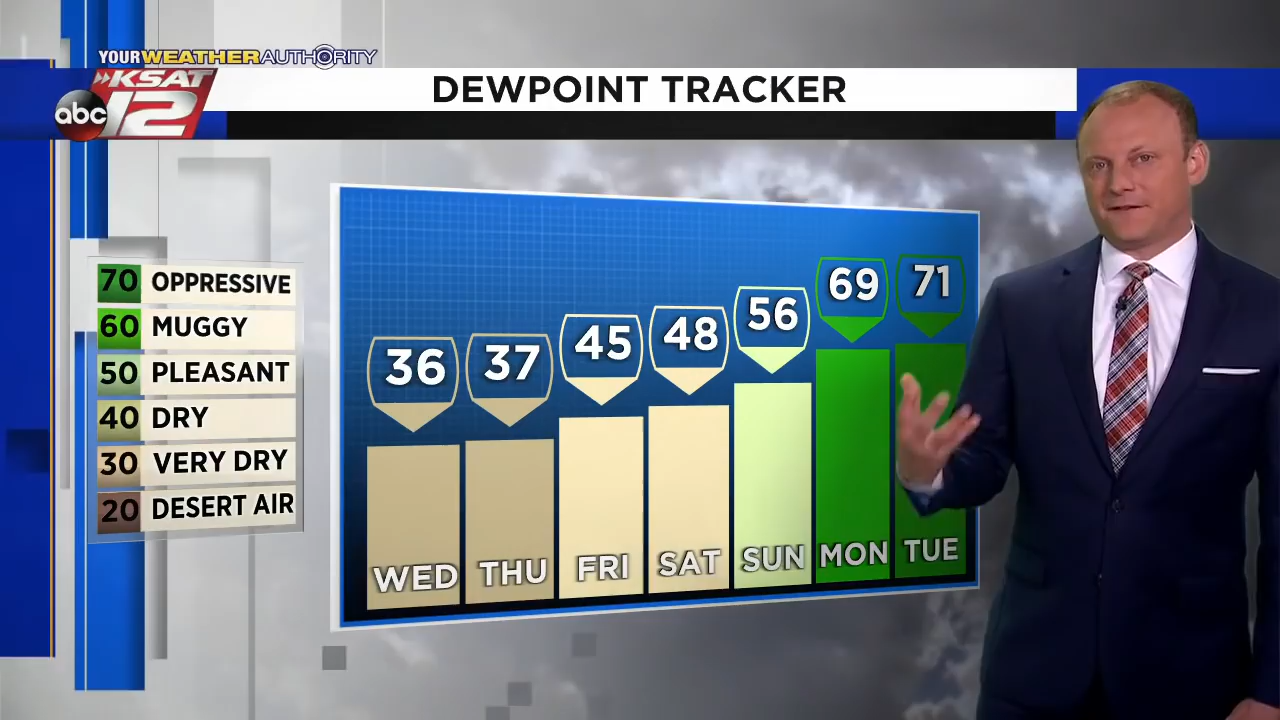 YOUR WEATHER AUTHORITY
KSAT
abc 12
DEWPOINT TRACKER
70 OPPRESSIVE
60 MUGGY
50 PLEASANT
40 DRY
30 VERY DRY
20 DESERT AIR
36 37 45 48 56 69 71
WED THU FRI SAT SUN MON TUE